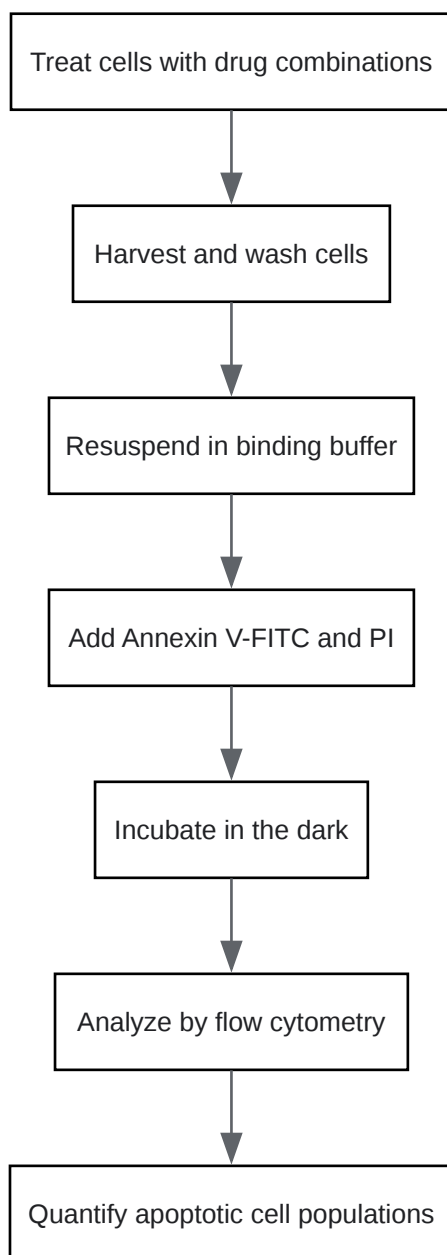 Treat cells with drug combinations
Harvest and wash cells
Resuspend in binding buffer
Add Annexin V-FITC and PI
Incubate in the dark
Analyze by flow cytometry
Quantify apoptotic cell populations